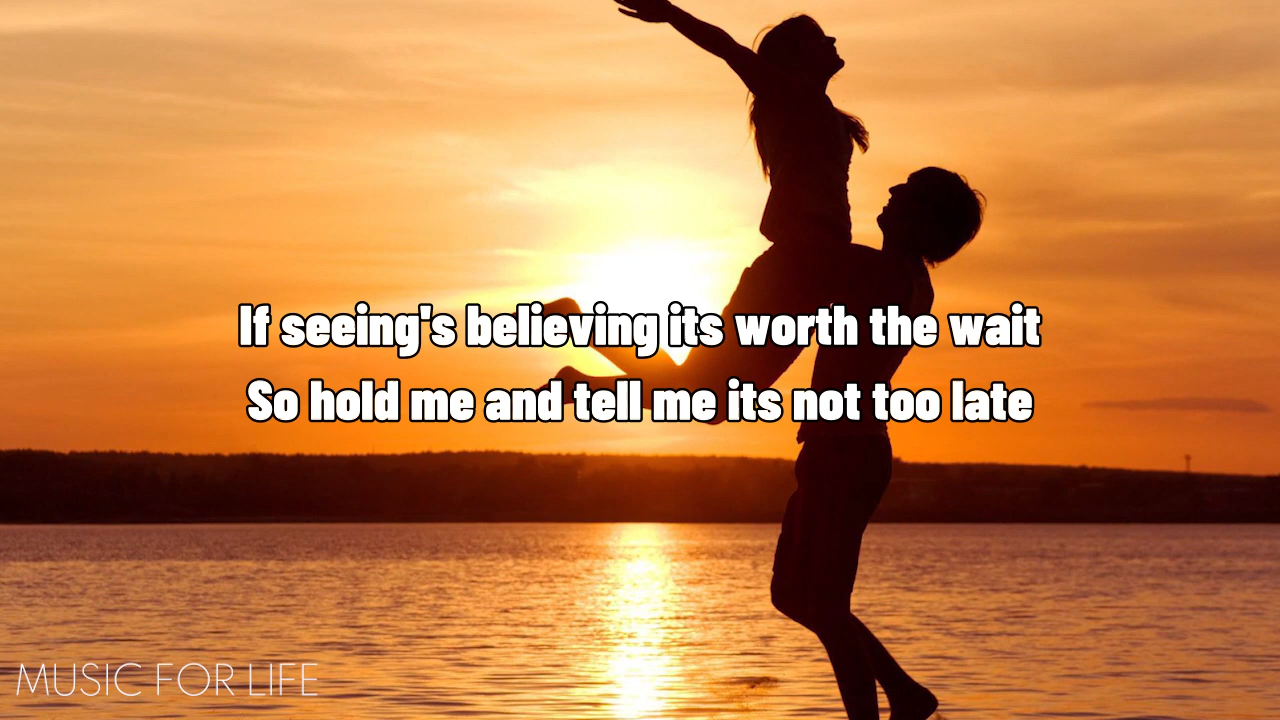 If seeing's believing its worth the wait
So hold me and tell me its not too late
MUSIC FOR LIFE